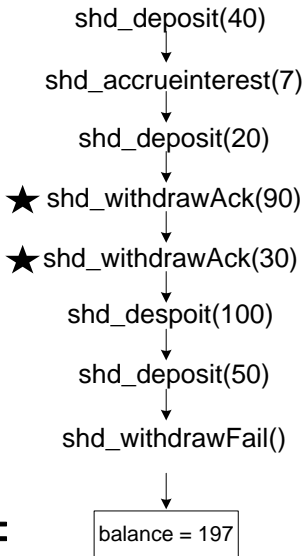 shd_deposit(40)
shd_accrueinterest(7)
shd_deposit(20)
★ shd_withdrawAck(90)
★ shd_withdrawAck(30)
shd_despoit(100)
shd_deposit(50)
shd_withdrawFail()
= balance = 197